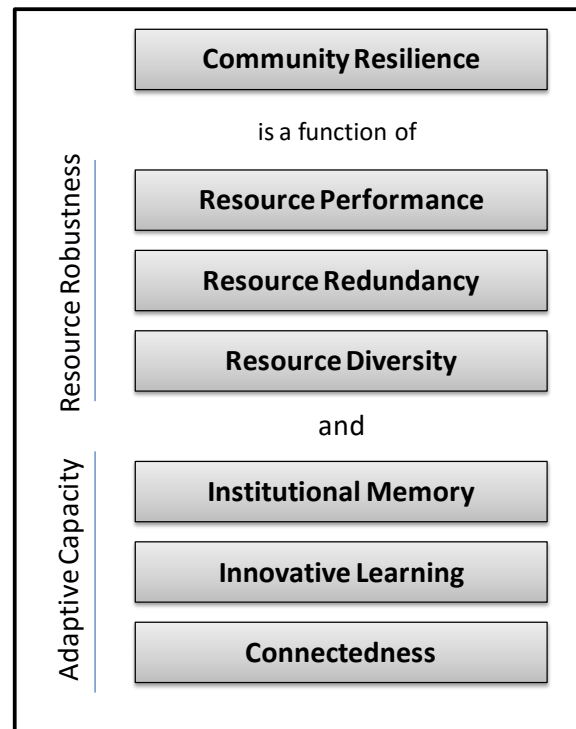 Community Resilience
is a function of
Resource Robustness
Resource Performance
Resource Redundancy
Resource Diversity
and
Adaptive Capacity
Institutional Memory
Innovative Learning
Connectedness